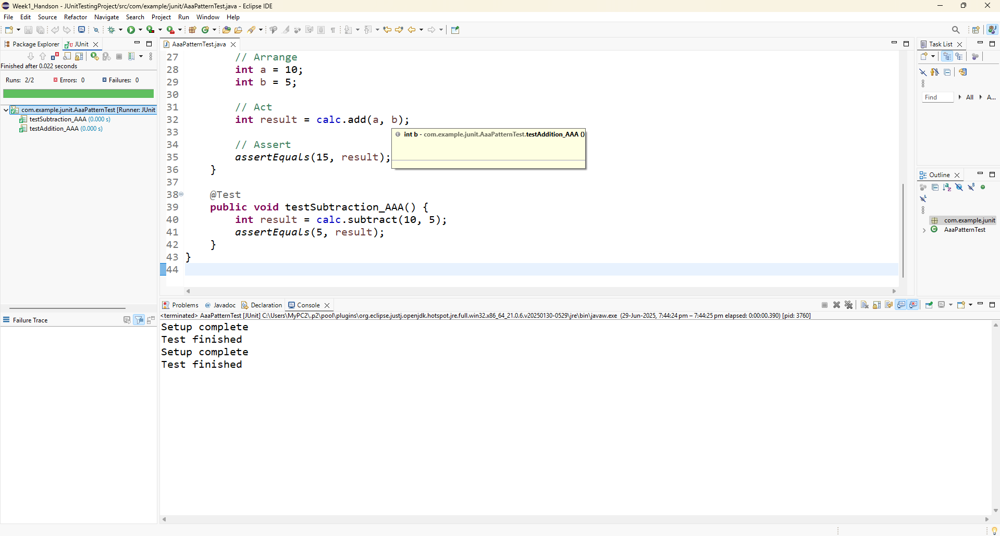 Week1_Handson - JUnitTestingProject/src/com/example/junit/AaaPatternTest.java - Eclipse IDE
File Edit Source Refactor Navigate Search Project Run Window Help
Package Explorer JUnit
Finished after 0.022 seconds
Runs: 2/2 Errors: 0 Failures: 0
com.example.junit.AaaPatternTest [Runner: JUnit
testSubtraction_AAA (0.000 s)
testAddition_AAA (0.000 s)
Failure Trace
AaaPatternTest.java
27 // Arrange
28 int a = 10;
29 int b = 5;
30
31 // Act
32 int result = calc.add(a, b);
33
34 // Assert
35 assertEquals(15, result);
36 }
37
38 @Test
39 public void testSubtraction_AAA() {
40 int result = calc.subtract(10, 5);
41 assertEquals(5, result);
42 }
43 }
44
int b - com.example.junit.AaaPatternTest.testAddition_AAA ()
Problems @ Javadoc Declaration Console
<terminated> AaaPatternTest [JUnit] C:\Users\MyPC2\.p2\pool\plugins\org.eclipse.justj.openjdk.hotspot.jre.full.win32.x86_64_21.0.6.v20250130-0529\jre\bin\javaw.exe (29-Jun-2025, 7:44:24 pm – 7:44:25 pm elapsed: 0:00:00.390) [pid: 3760]
Setup complete
Test finished
Setup complete
Test finished
Task List
Find All A...
Outline
com.example.junit
AaaPatternTest